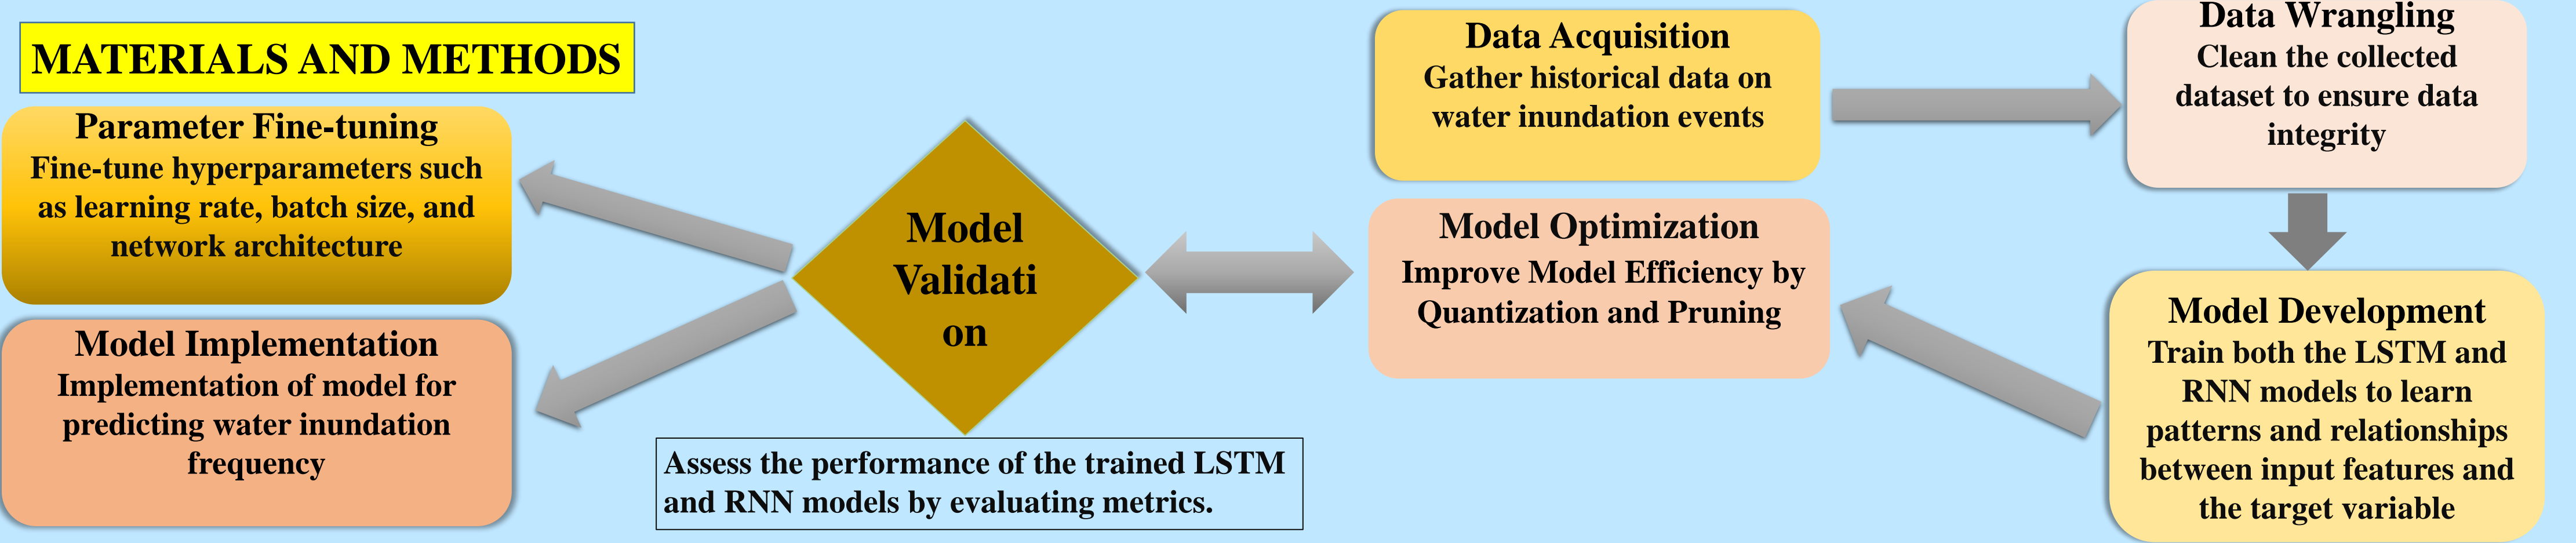 MATERIALS AND METHODS
Parameter Fine-tuning
Fine-tune hyperparameters such
as learning rate, batch size, and
network architecture
Model Implementation
Implementation of model for
predicting water inundation
frequency
Model
Validati
on
Assess the performance of the trained LSTM
and RNN models by evaluating metrics.
Data Acquisition
Gather historical data on
water inundation events
Model Optimization
Improve Model Efficiency by
Quantization and Pruning
Data Wrangling
Clean the collected
dataset to ensure data
integrity
Model Development
Train both the LSTM and
RNN models to learn
patterns and relationships
between input features and
the target variable